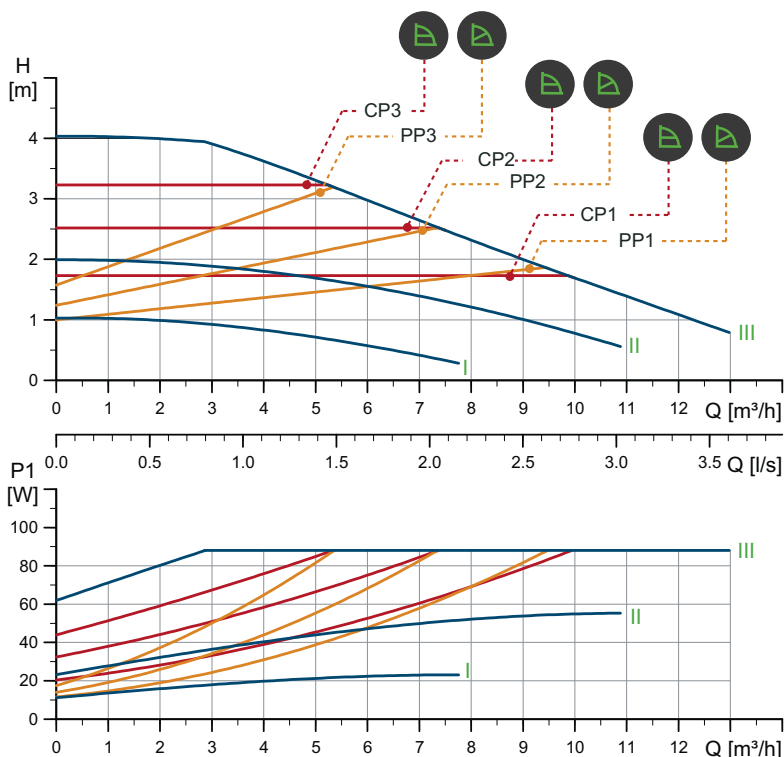 H
[m]
CP3
PP3
CP2
PP2
CP1
PP1
4
3
2
1
0
I
II
III
0 1 2 3 4 5 6 7 8 9 10 11 12 Q [m³/h]
0.0 0.5 1.0 1.5 2.0 2.5 3.0 3.5 Q [l/s]
P1
[W]
100
80
60
40
20
0
III
II
I
0 1 2 3 4 5 6 7 8 9 10 11 12 Q [m³/h]